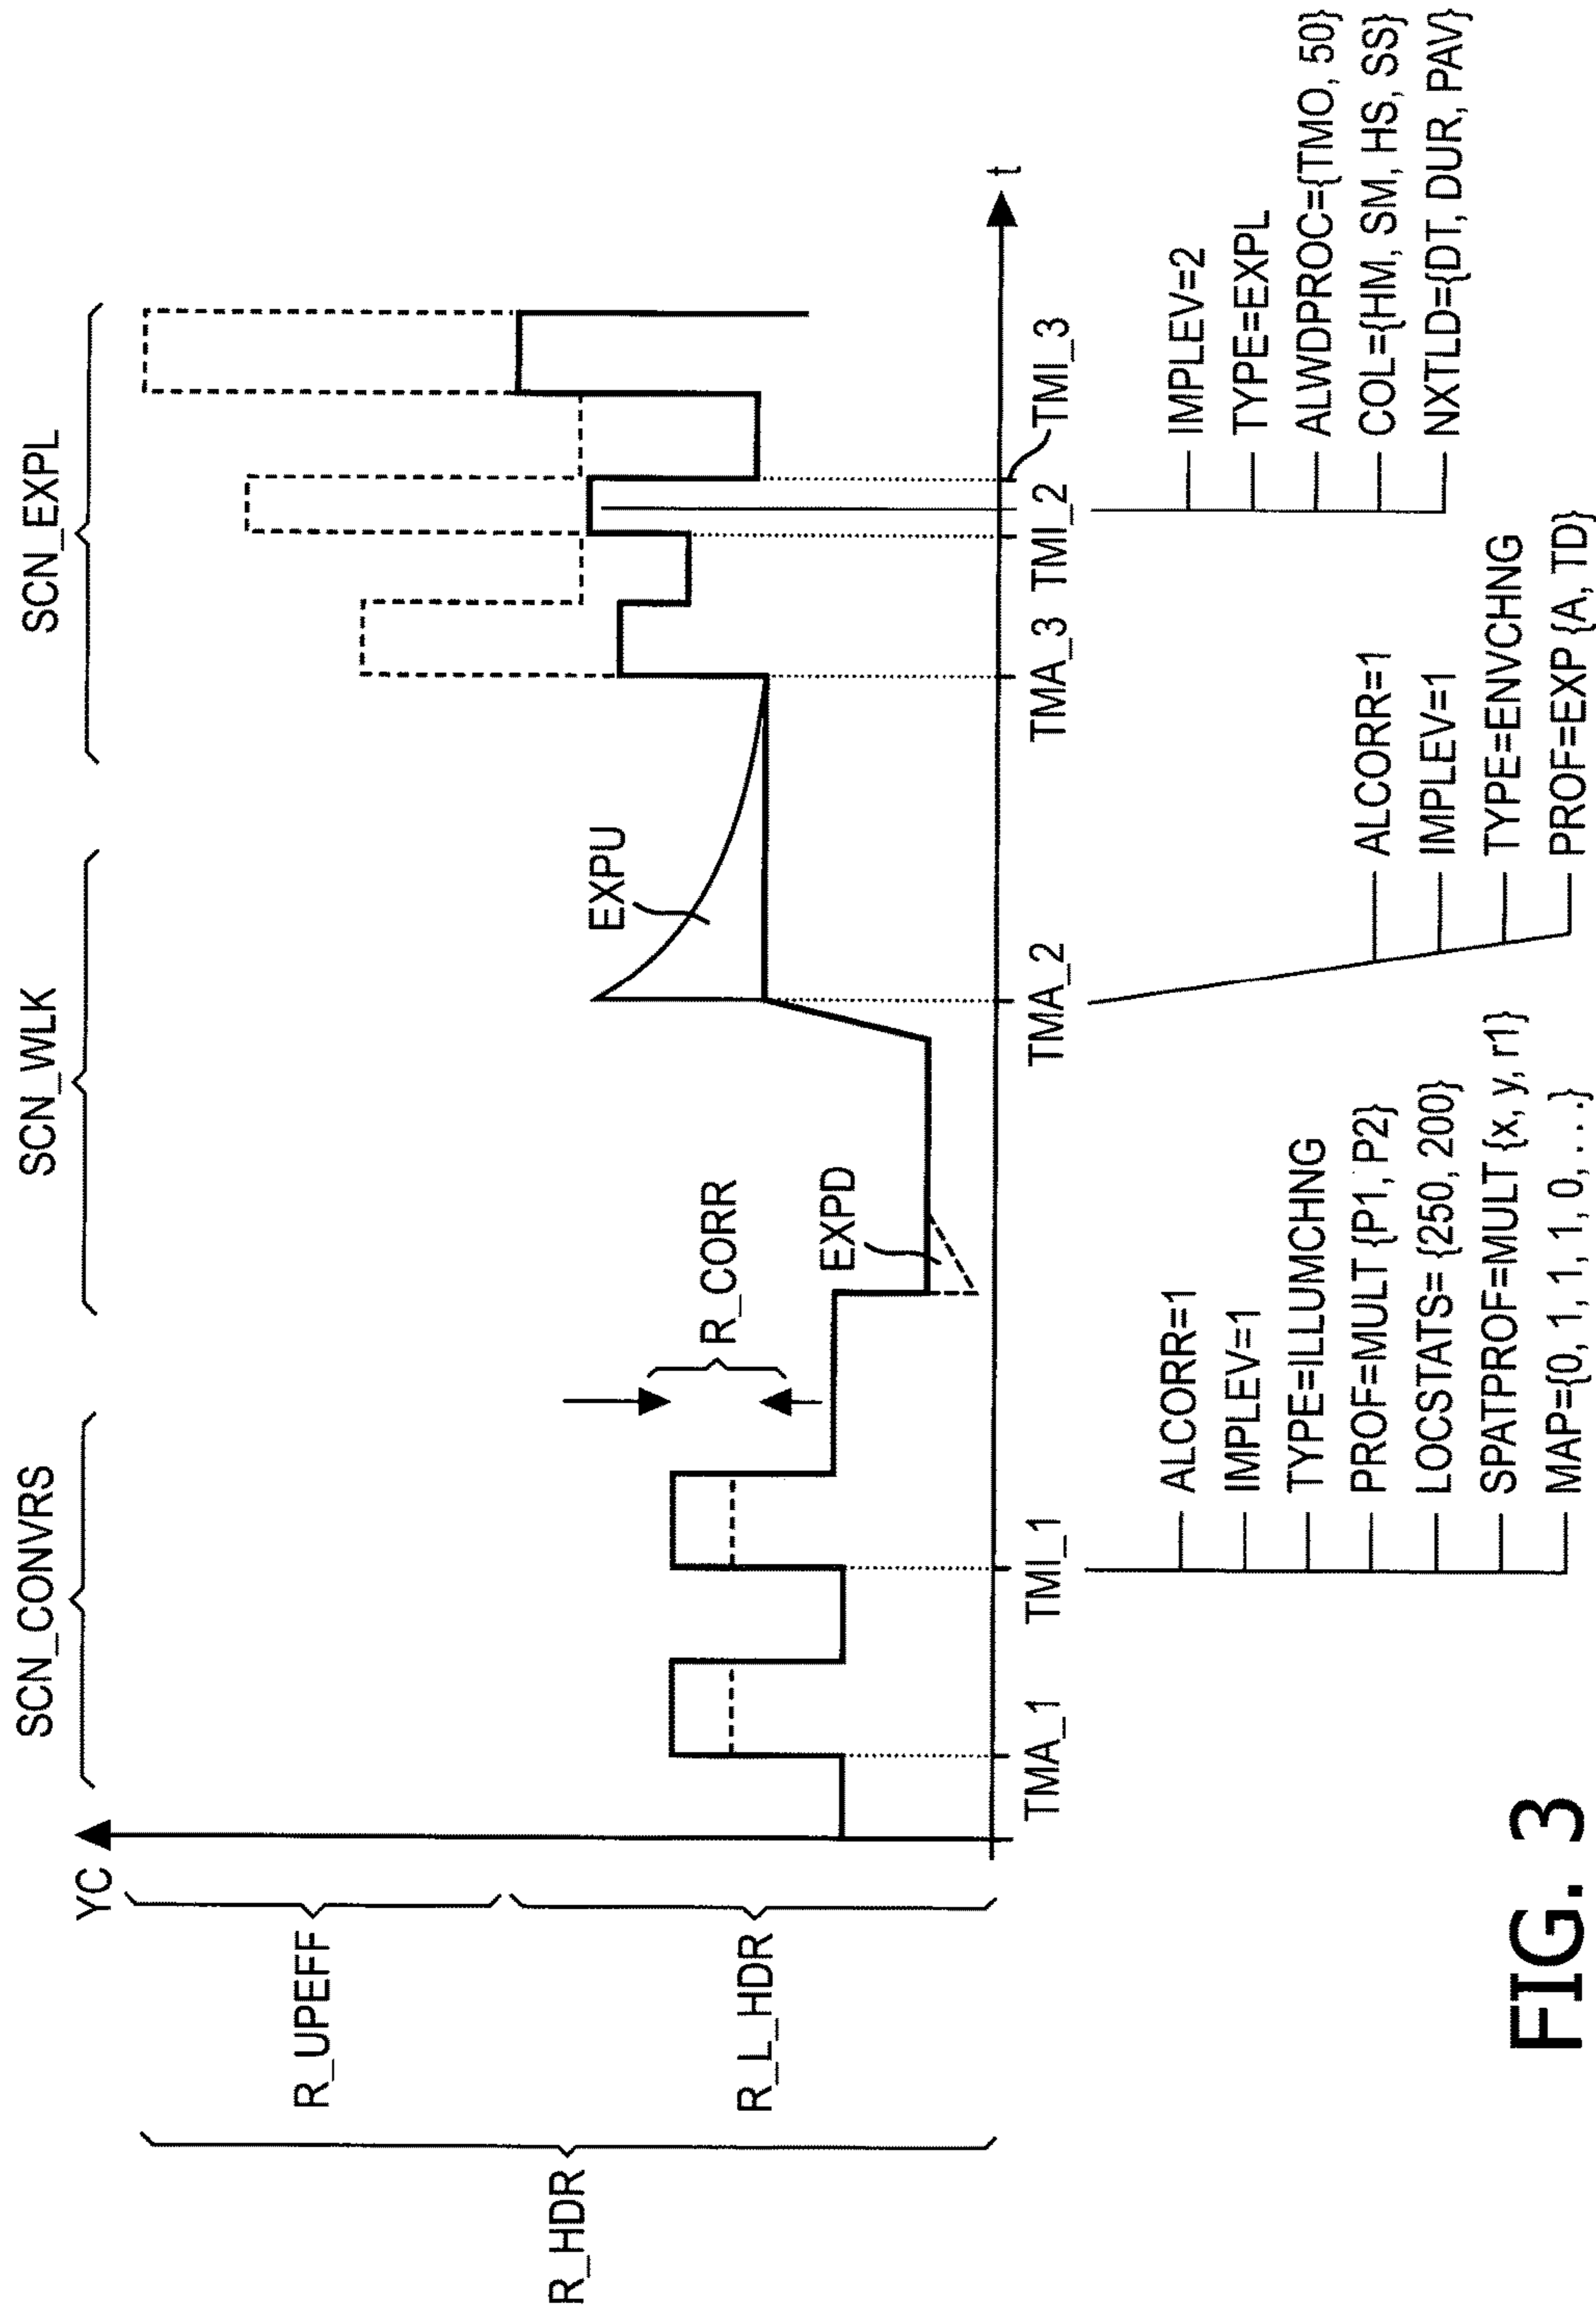 SCN_CONVRS
SCN_WLK
SCN_EXPL
YC
R_UPEFF
R_HDR
R_L_HDR
R_CORR
EXPD
EXPU
t
TMA_1
TMI_1
TMA_2
TMA_3
TMI_2
TMI_3
ALCORR=1
IMPLEV=1
TYPE=ILLUMCHNG
PROF=MULT {P1, P2}
LOCSTATS= {250, 200}
SPATPROF=MULT {x, y, r1}
MAP={0, 1, 1, 1, 0, . . . .}
ALCORR=1
IMPLEV=1
TYPE=ENVCHNG
PROF=EXP {A, TD}
IMPLEV=2
TYPE=EXPL
ALWDPROC={TMO, 50}
COL={HM, SM, HS, SS}
NXTLD={DT, DUR, PAV}
FIG. 3